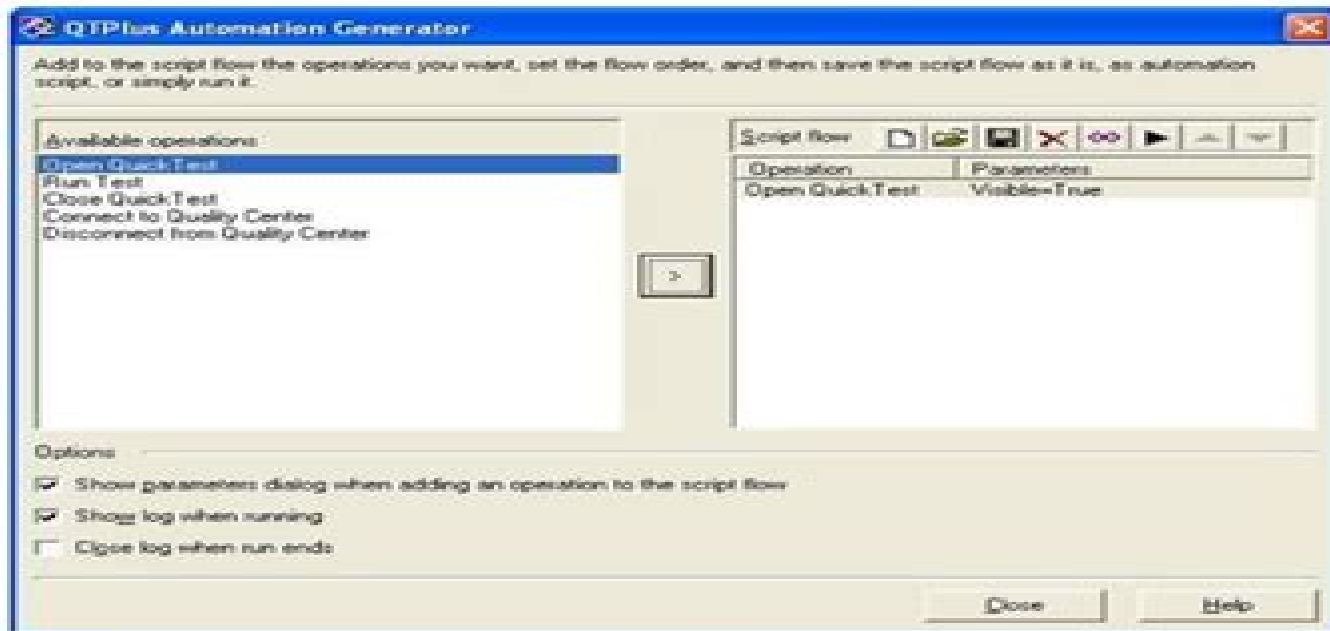 QTPlus Automation Generator
Add to the script flow the operations you want, set the flow order, and then save the script flow as it is, as automation
script, or simply run it.
Available operations
Open QuickTest
Run Test
Close QuickTest
Connect to Quality Center
Disconnect from Quality Center
>
Script flow
Operation Parameters
Open QuickTest Visible=True
Options
Show parameters dialog when adding an operation to the script flow
Show log when running
Close log when run ends
Close Help